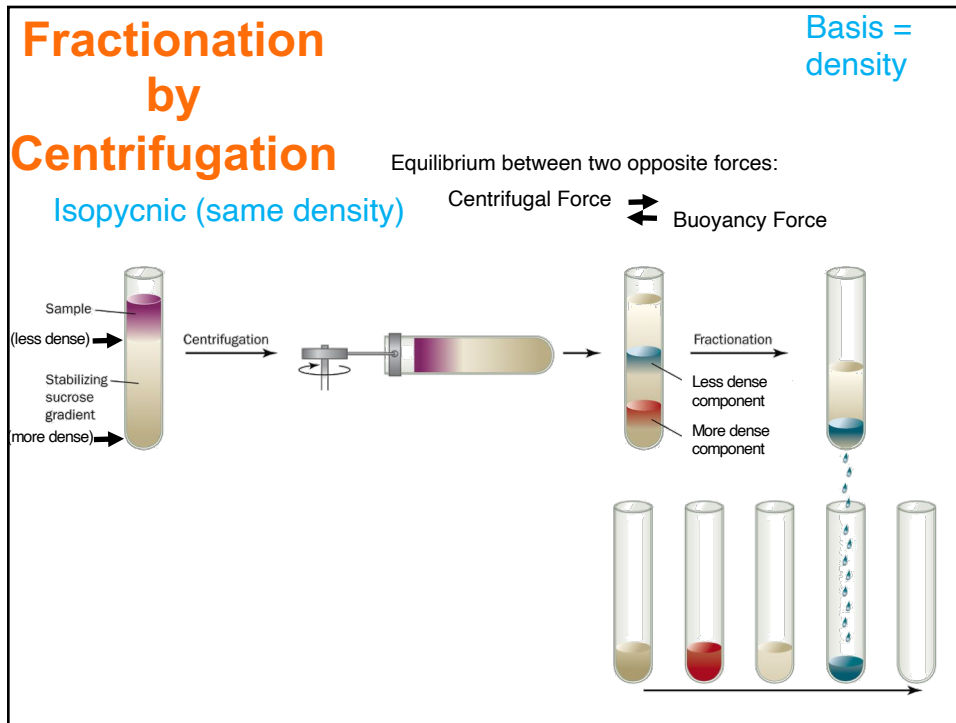 Fractionation
by
Centrifugation
Basis =
density
Isopycnic (same density)
Equilibrium between two opposite forces:
Centrifugal Force
Buoyancy Force
Sample
(less dense)
Stabilizing
sucrose
gradient
(more dense)
Centrifugation
Fractionation
Less dense
component
More dense
component